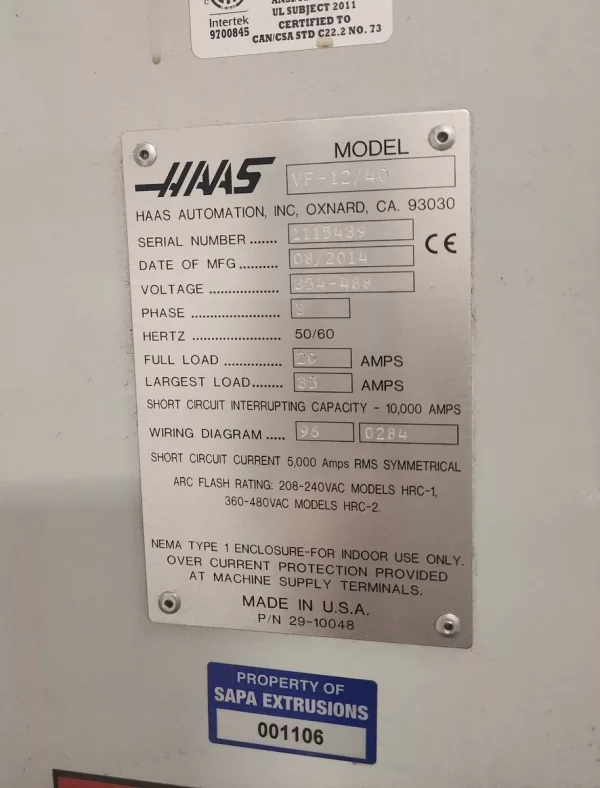 UL SUBJECT 2011
Intertek
9700845
CERTIFIED TO
CAN/CSA STD C22.2 NO. 73
HAAS
MODEL
VF-12/40
HAAS AUTOMATION, INC, OXNARD, CA. 93030
SERIAL NUMBER ....... 1115439
CE
DATE OF MFG.......... 08/2014
VOLTAGE .................. 354-488
PHASE ....................... 3
HERTZ ....................... 50/60
FULL LOAD ............... 20 AMPS
LARGEST LOAD........ 35 AMPS
SHORT CIRCUIT INTERRUPTING CAPACITY - 10,000 AMPS
WIRING DIAGRAM ..... 96 0284
SHORT CIRCUIT CURRENT 5,000 Amps RMS SYMMETRICAL
ARC FLASH RATING: 208-240VAC MODELS HRC-1,
360-480VAC MODELS HRC-2.
NEMA TYPE 1 ENCLOSURE-FOR INDOOR USE ONLY.
OVER CURRENT PROTECTION PROVIDED
AT MACHINE SUPPLY TERMINALS.
MADE IN U.S.A.
P/N 29-10048
PROPERTY OF
SAPA EXTRUSIONS
001106